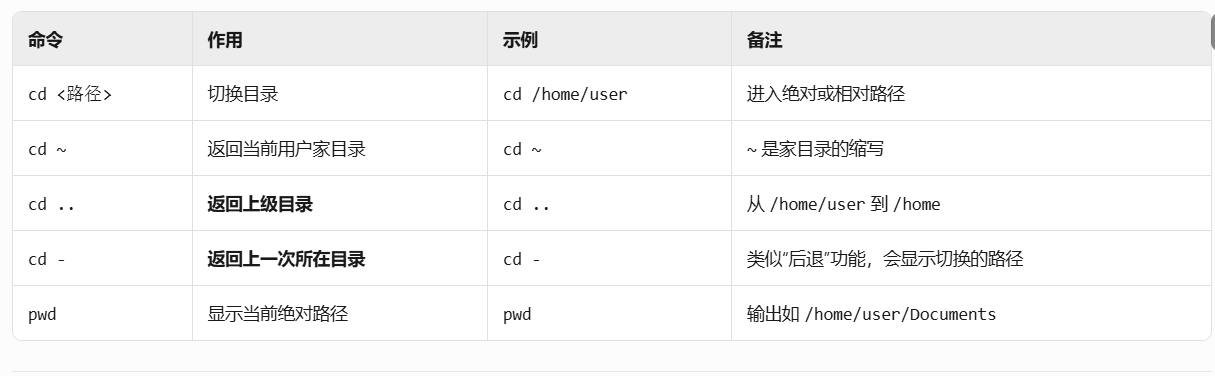 命令 作用 示例 备注
cd <路径> 切换目录 cd /home/user 进入绝对或相对路径
cd ~ 返回当前用户家目录 cd ~ ~ 是家目录的缩写
cd .. 返回上级目录 cd .. 从 /home/user 到 /home
cd - 返回上一次所在目录 cd - 类似“后退”功能，会显示切换的路径
pwd 显示当前绝对路径 pwd 输出如 /home/user/Documents